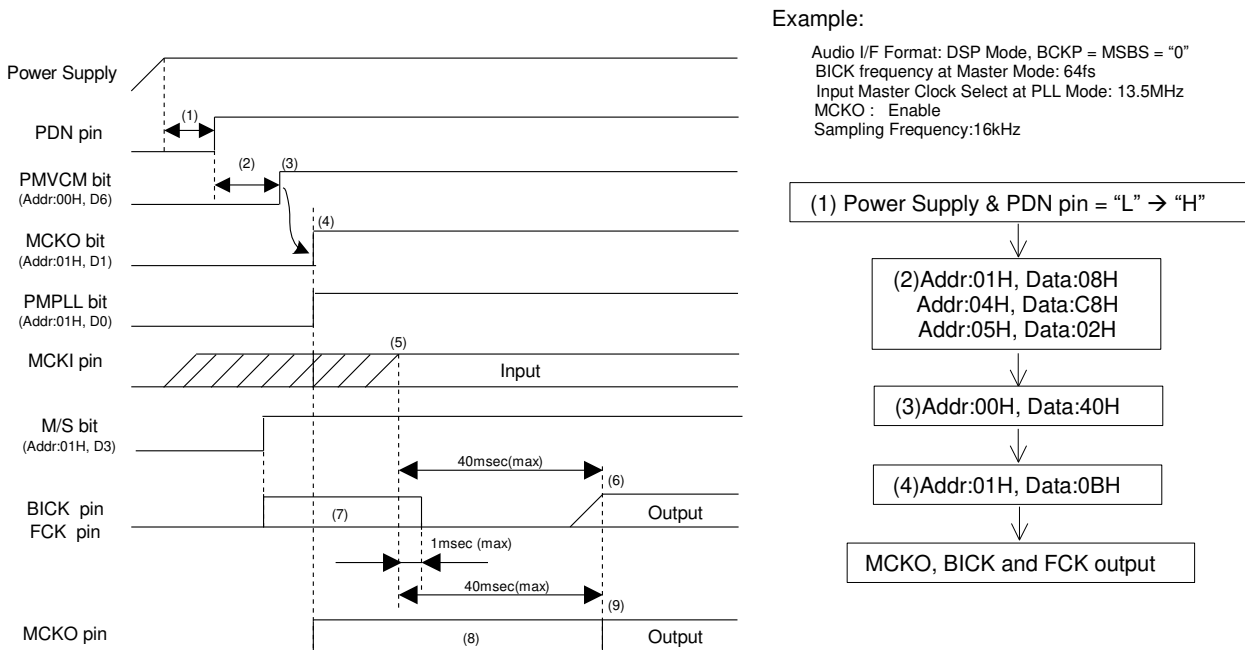 Power Supply
(1)
PDN pin
(2)
(3)
PMVCM bit
(Addr:00H, D6)
(4)
MCKO bit
(Addr:01H, D1)
PMPLL bit
(Addr:01H, D0)
(5)
MCKI pin
Input
M/S bit
(Addr:01H, D3)
40msec(max)
(6)
BICK pin
FCK pin
(7)
Output
1msec (max)
40msec(max)
(9)
MCKO pin
(8)
Output
Example:
Audio I/F Format: DSP Mode, BCKP = MSBS = “0”
BICK frequency at Master Mode: 64fs
Input Master Clock Select at PLL Mode: 13.5MHz
MCKO : Enable
Sampling Frequency:16kHz
(1) Power Supply & PDN pin = “L” → “H”
(2)Addr:01H, Data:08H
Addr:04H, Data:C8H
Addr:05H, Data:02H
(3)Addr:00H, Data:40H
(4)Addr:01H, Data:0BH
MCKO, BICK and FCK output